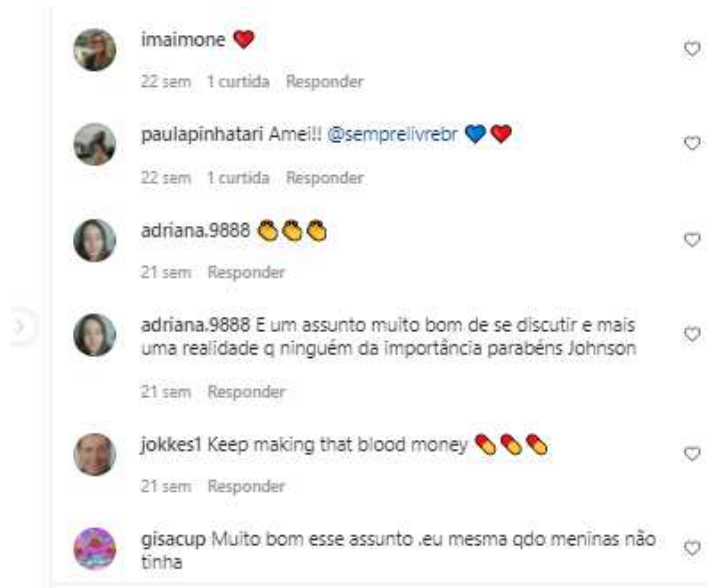 imaimone ❤️
22 sem 1 curtida Responder
paulapinhatari Amei!! @semprelivrebr 💙❤️
22 sem 1 curtida Responder
adriana.9888 👏👏👏
21 sem Responder
adriana.9888 E um assunto muito bom de se discutir e mais
uma realidade q ninguém da importância parabéns Johnson
21 sem Responder
jokkes1 Keep making that blood money 💊💊💊
21 sem Responder
gisacup Muito bom esse assunto .eu mesma qdo meninas não
tinha